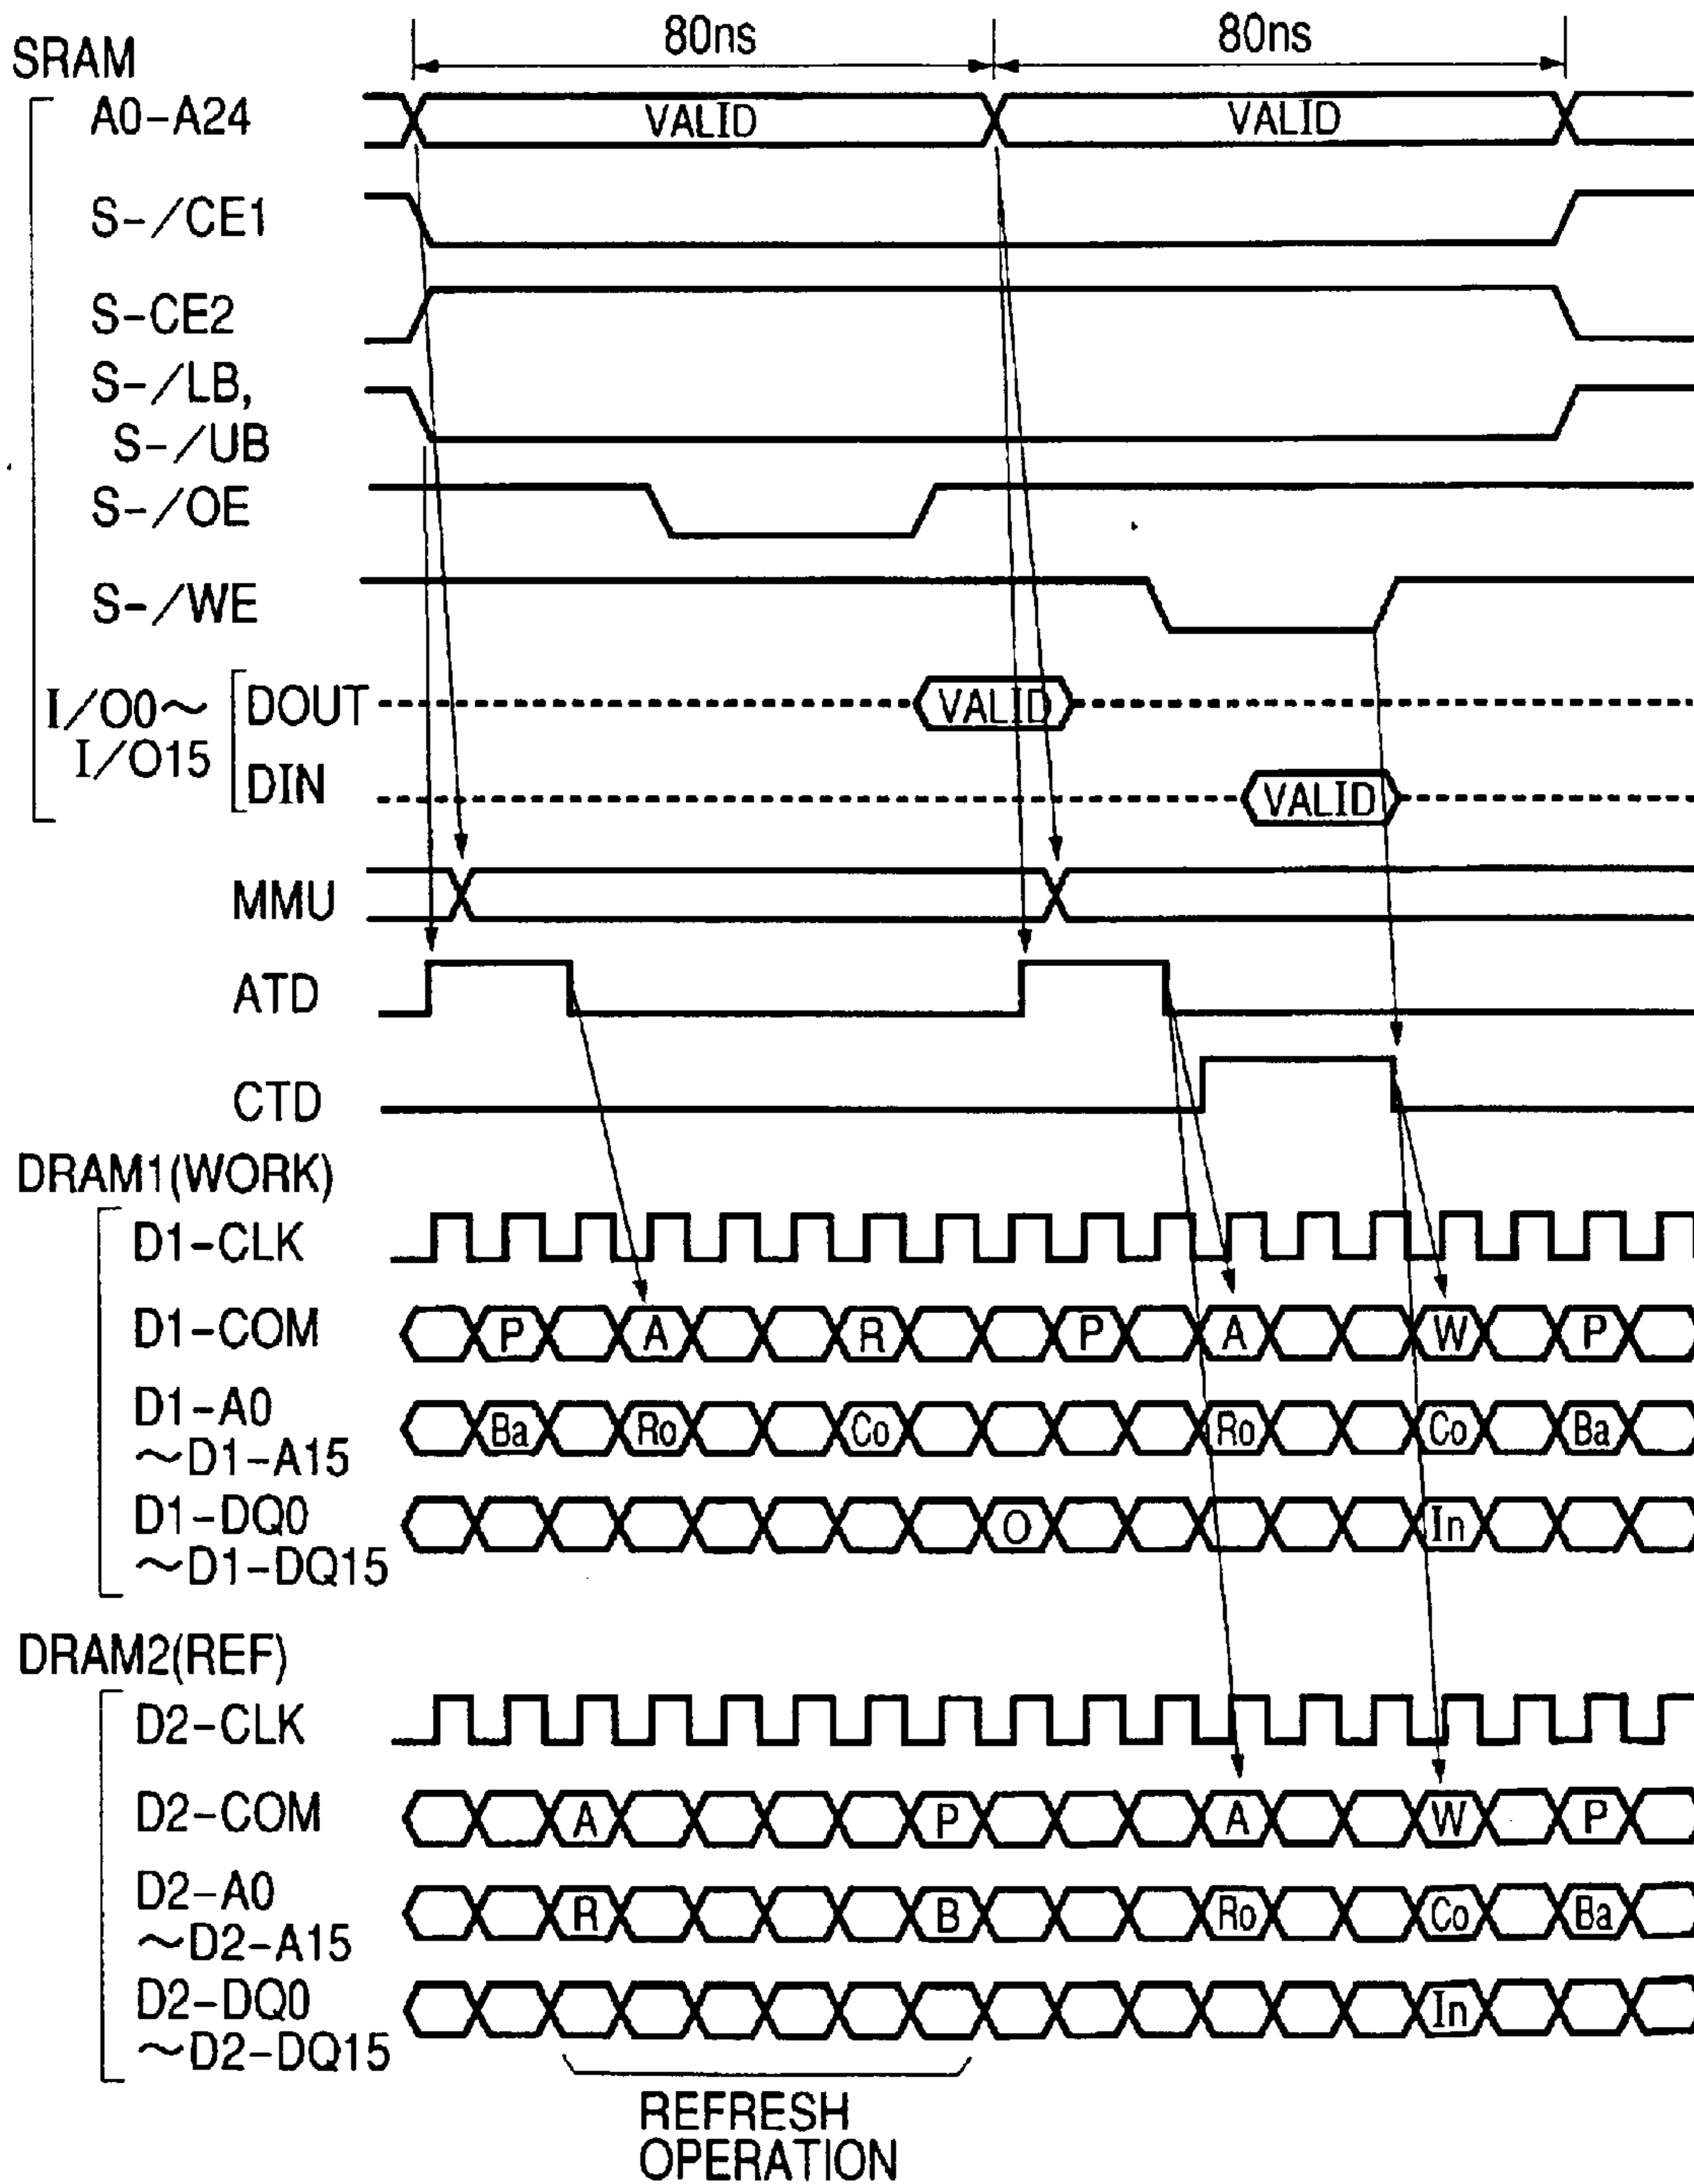 80ns 80ns
SRAM
A0-A24 VALID VALID
S-/CE1
S-CE2
S-/LB,
S-/UB
S-/OE
S-/WE
I/O0~ DOUT VALID
I/O15 DIN VALID
MMU
ATD
CTD
DRAM1(WORK)
D1-CLK
D1-COM P A R P A W P
D1-A0
~D1-A15 Ba Ro Co Ro Co Ba
D1-DQ0
~D1-DQ15 O In
DRAM2(REF)
D2-CLK
D2-COM A P A W P
D2-A0
~D2-A15 R B Ro Co Ba
D2-DQ0
~D2-DQ15 In
REFRESH
OPERATION